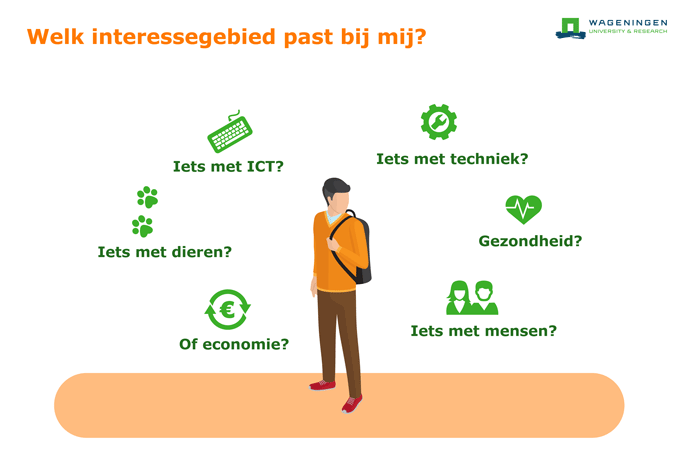 Welk interessegebied past bij mij?
WAGENINGEN
UNIVERSITY & RESEARCH
Iets met ICT?
Iets met techniek?
Iets met dieren?
Gezondheid?
€
Of economie?
Iets met mensen?